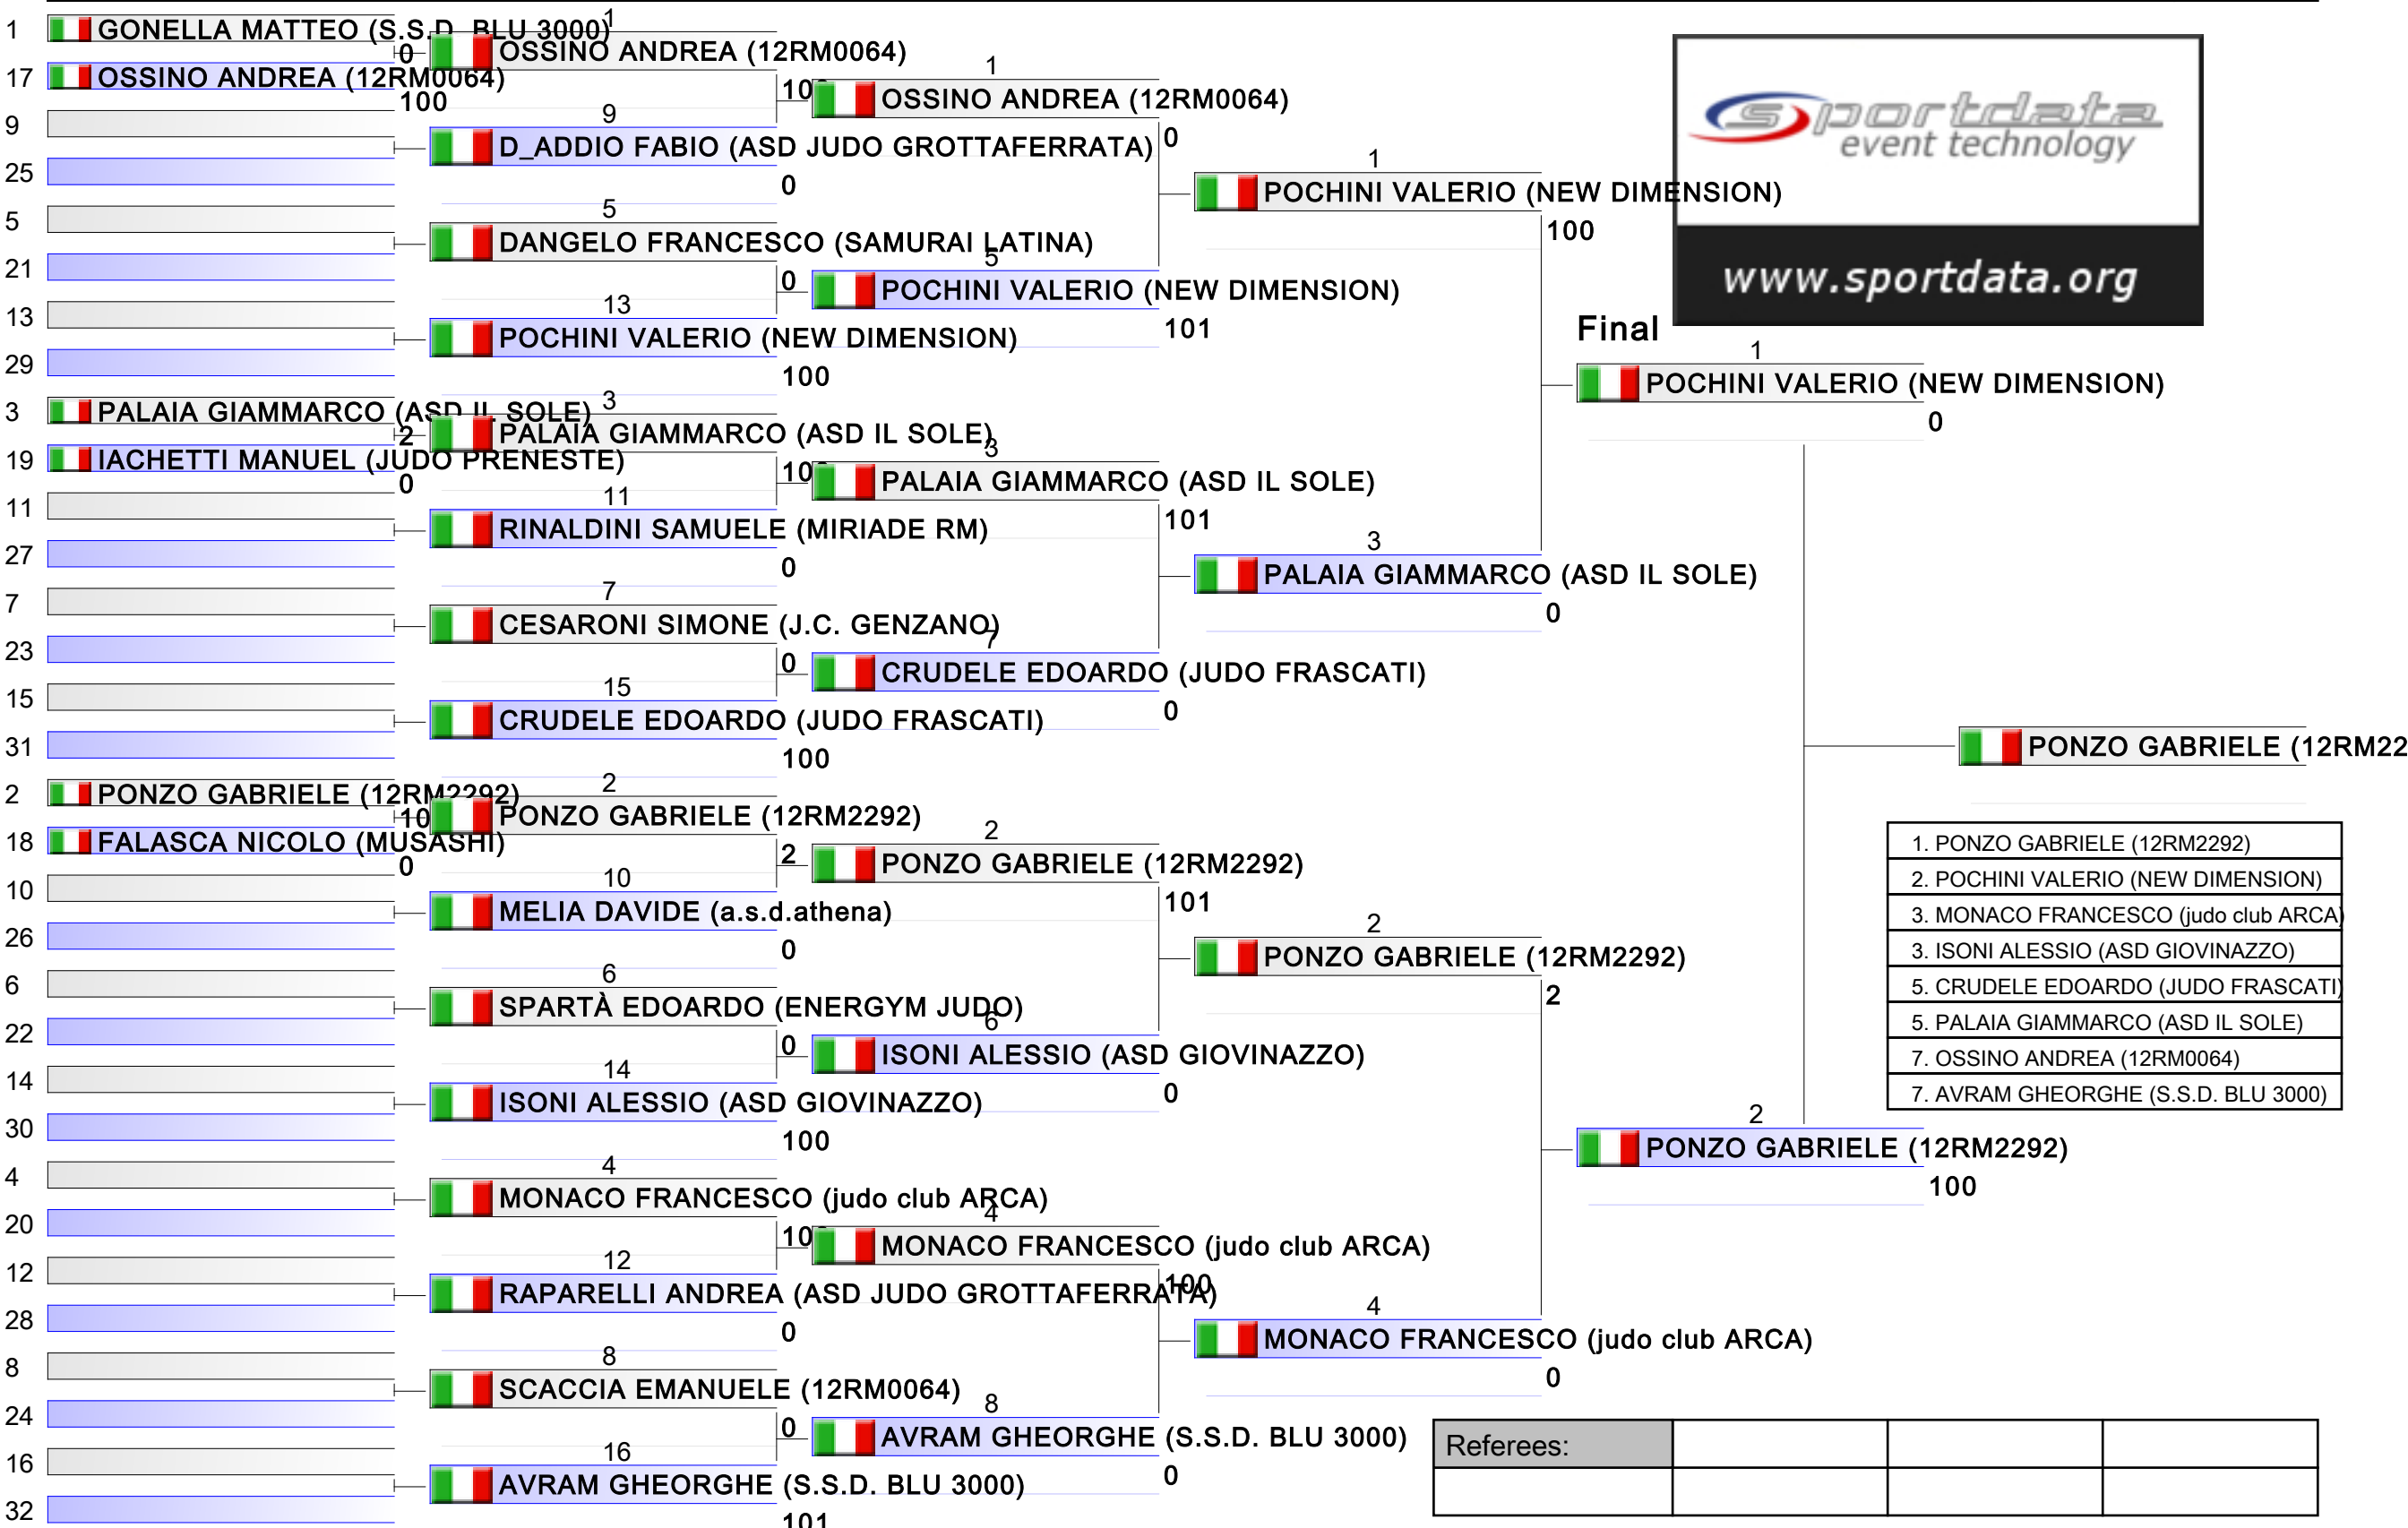 1 GONELLA MATTEO (S.S.D. BLU 3000)
0
17 OSSINO ANDREA (12RM0064)
100
9
25
5
21
13
29
3 PALAIA GIAMMARCO (ASD IL SOLE)
2
19 IACHETTI MANUEL (JUDO PRENESTE)
0
11
27
7
23
15
31
2 PONZO GABRIELE (12RM2292)
10
18 FALASCA NICOLO (MUSASHI)
0
10
26
6
22
14
30
4
20
12
28
8
24
16
32
1
OSSINO ANDREA (12RM0064)
10
9
D_ADDIO FABIO (ASD JUDO GROTTAFERRATA)
0
5
DANGELO FRANCESCO (SAMURAI LATINA)
0
13
POCHINI VALERIO (NEW DIMENSION)
100
3
PALAIA GIAMMARCO (ASD IL SOLE)
10
11
RINALDINI SAMUELE (MIRIADE RM)
0
7
CESARONI SIMONE (J.C. GENZANO)
0
15
CRUDELE EDOARDO (JUDO FRASCATI)
100
2
PONZO GABRIELE (12RM2292)
2
10
MELIA DAVIDE (a.s.d.athena)
0
6
SPARTÀ EDOARDO (ENERGYM JUDO)
0
14
ISONI ALESSIO (ASD GIOVINAZZO)
100
4
MONACO FRANCESCO (judo club ARCA)
10
12
RAPARELLI ANDREA (ASD JUDO GROTTAFERRATA)
0
8
SCACCIA EMANUELE (12RM0064)
0
16
AVRAM GHEORGHE (S.S.D. BLU 3000)
101
1
OSSINO ANDREA (12RM0064)
0
5
POCHINI VALERIO (NEW DIMENSION)
101
3
PALAIA GIAMMARCO (ASD IL SOLE)
101
7
CRUDELE EDOARDO (JUDO FRASCATI)
0
2
PONZO GABRIELE (12RM2292)
101
6
ISONI ALESSIO (ASD GIOVINAZZO)
0
4
MONACO FRANCESCO (judo club ARCA)
100
8
AVRAM GHEORGHE (S.S.D. BLU 3000)
0
1
POCHINI VALERIO (NEW DIMENSION)
100
3
PALAIA GIAMMARCO (ASD IL SOLE)
0
2
PONZO GABRIELE (12RM2292)
2
4
MONACO FRANCESCO (judo club ARCA)
0
sportdata
event technology
www.sportdata.org
Final
1
POCHINI VALERIO (NEW DIMENSION)
0
2
PONZO GABRIELE (12RM2292)
100
PONZO GABRIELE (12RM22
1. PONZO GABRIELE (12RM2292)
2. POCHINI VALERIO (NEW DIMENSION)
3. MONACO FRANCESCO (judo club ARCA)
3. ISONI ALESSIO (ASD GIOVINAZZO)
5. CRUDELE EDOARDO (JUDO FRASCATI)
5. PALAIA GIAMMARCO (ASD IL SOLE)
7. OSSINO ANDREA (12RM0064)
7. AVRAM GHEORGHE (S.S.D. BLU 3000)
Referees: